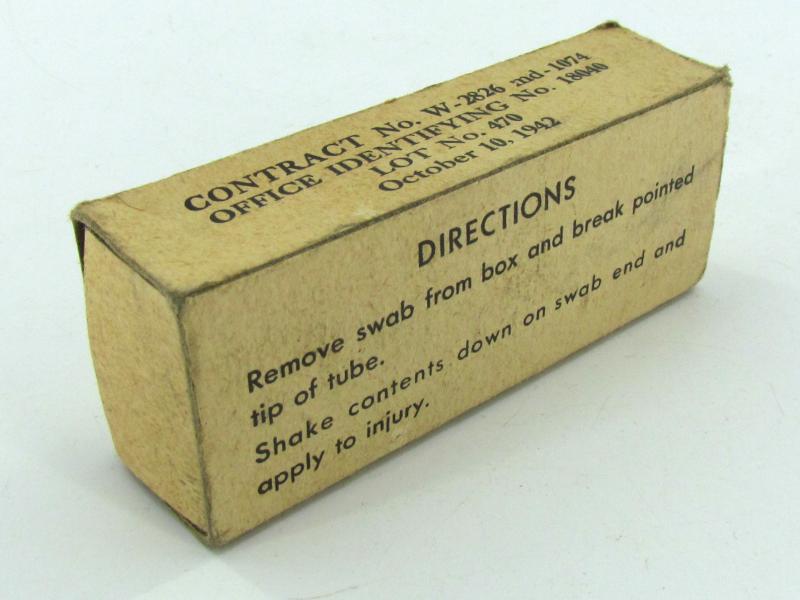 CONTRACT No. W-2826 md-1074
OFFICE IDENTIFYING No. 18040
LOT No. 470
October 10, 1942
DIRECTIONS
Remove swab from box and break pointed
tip of tube.
Shake contents down on swab end and
apply to injury.